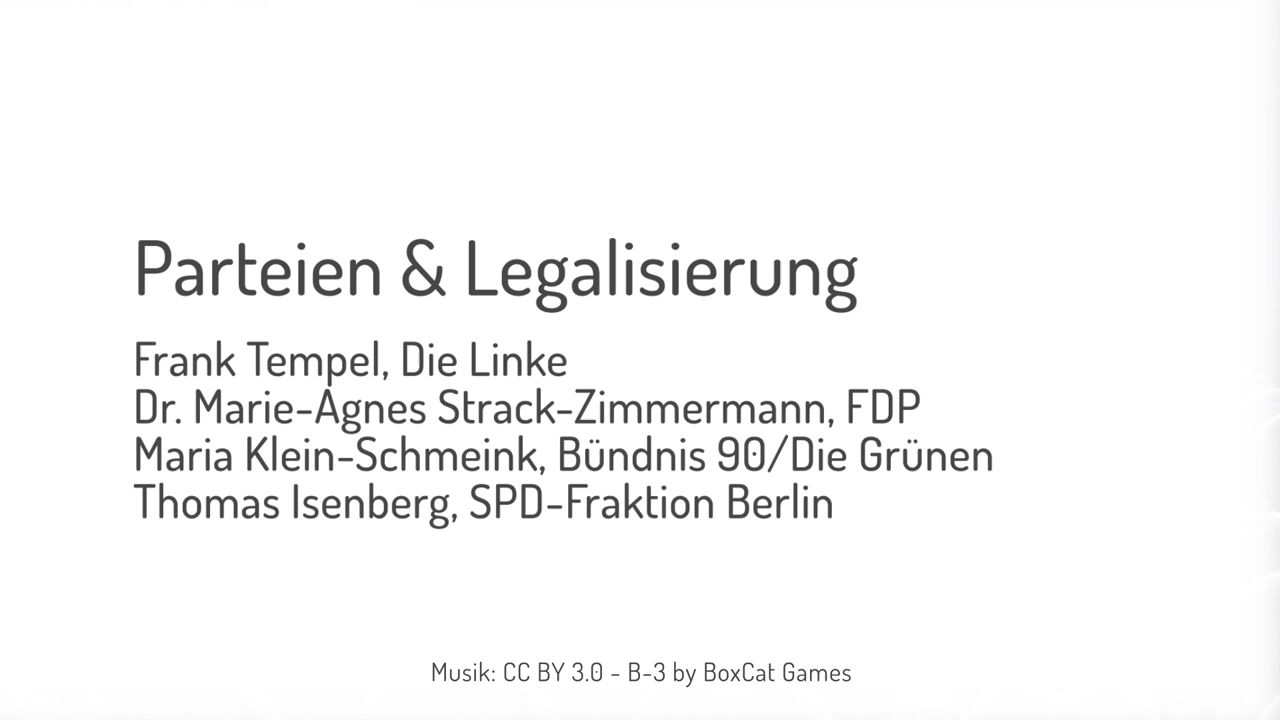 Parteien & Legalisierung
Frank Tempel, Die Linke
Dr. Marie-Agnes Strack-Zimmermann, FDP
Maria Klein-Schmeink, Bündnis 90/Die Grünen
Thomas Isenberg, SPD-Fraktion Berlin
Musik: CC BY 3.0 - B-3 by BoxCat Games